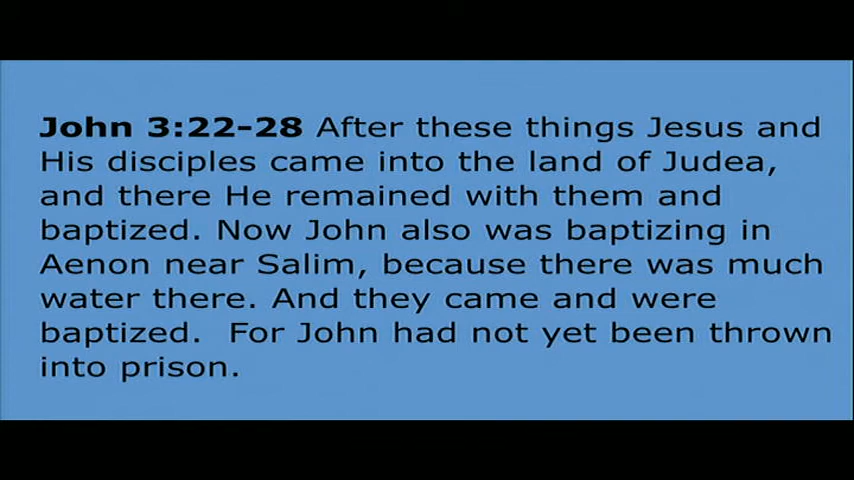 John 3:22-28 After these things Jesus and
His disciples came into the land of Judea,
and there He remained with them and
baptized. Now John also was baptizing in
Aenon near Salim, because there was much
water there. And they came and were
baptized.  For John had not yet been thrown
into prison.